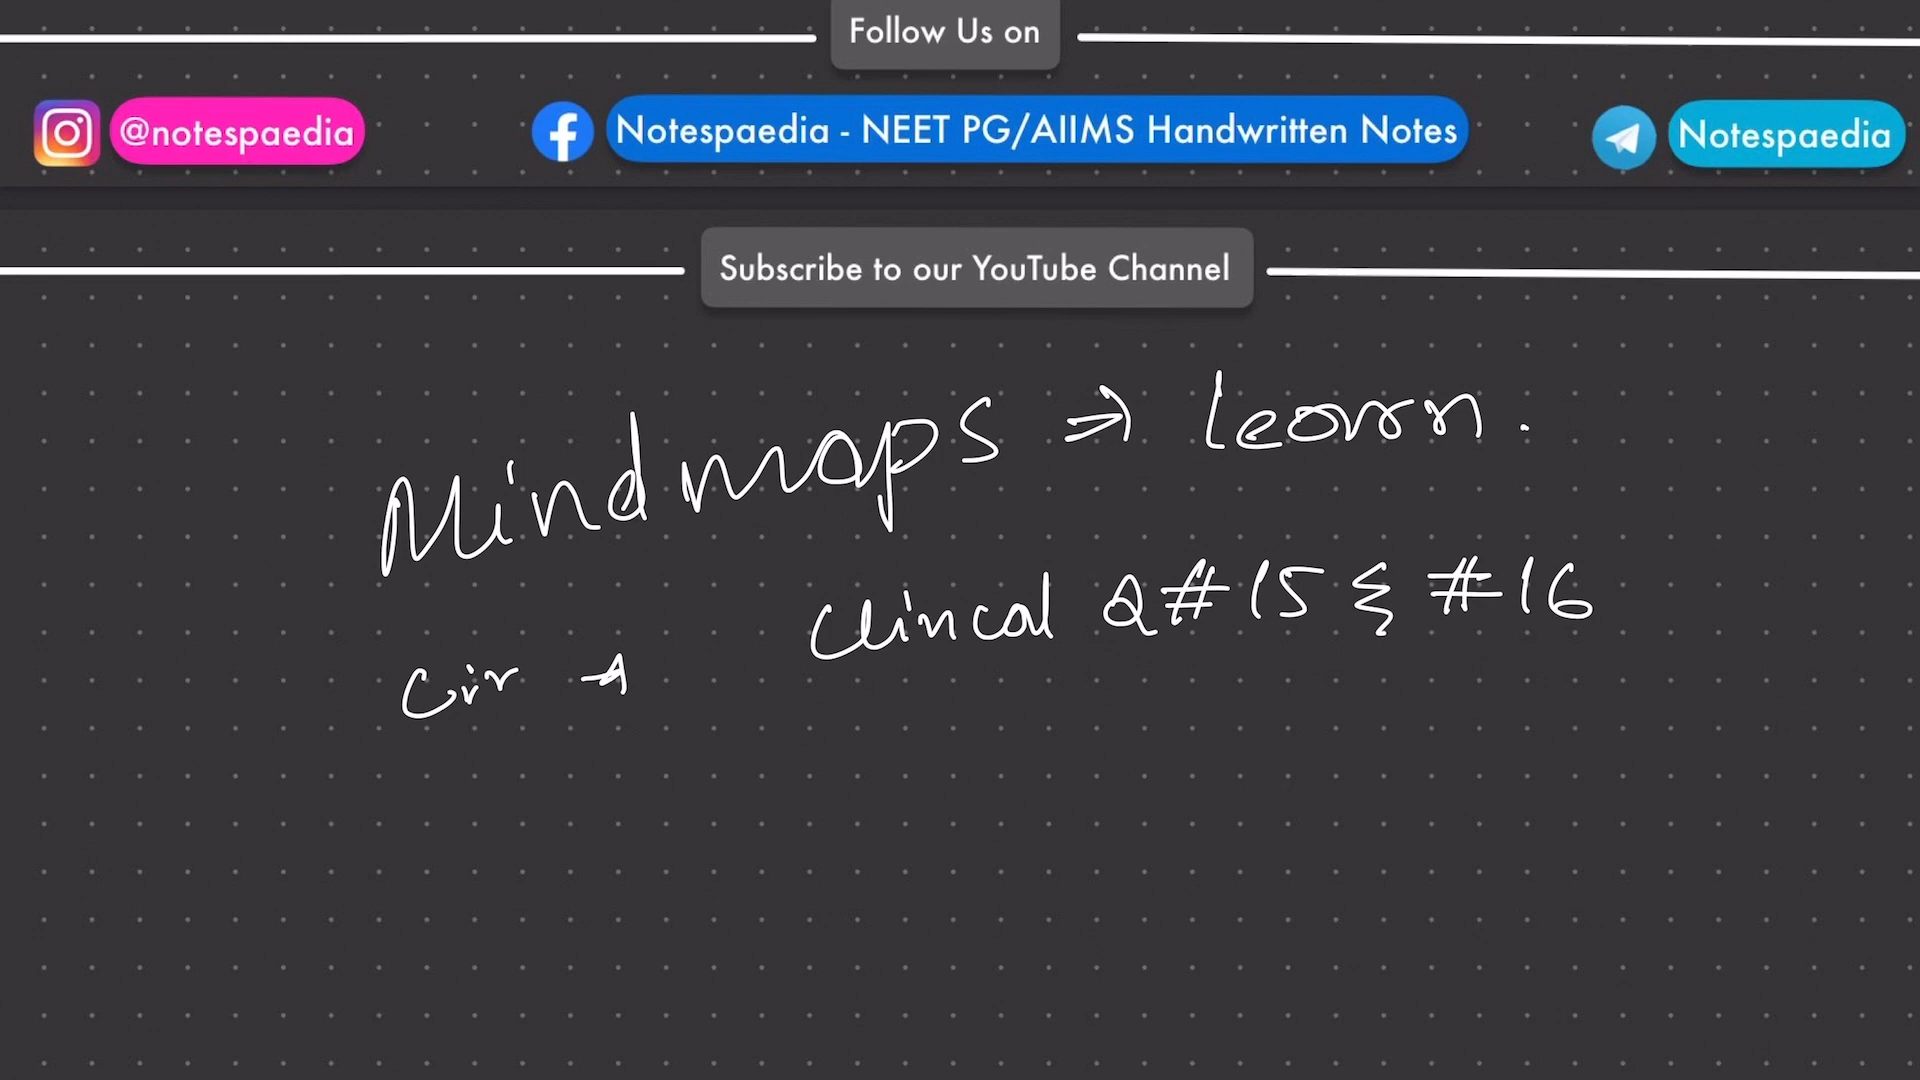 Follow Us on
@notespaedia
Notespaedia - NEET PG/AIIMS Handwritten Notes
Notespaedia
Subscribe to our YouTube Channel
Mindmaps → learn.
Clincal Q#15 & #16